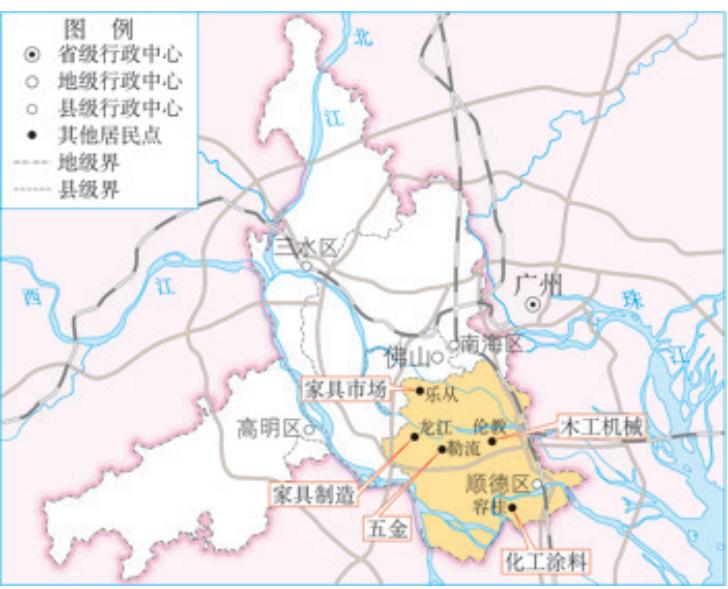 图 例
省级行政中心
地级行政中心
县级行政中心
其他居民点
地级界
县级界
北
江
三水区
西
江
广州
珠
江
南海区
佛山
家具市场
乐从
高明区
龙江
伦教
木工机械
勒流
家具制造
顺德区
容桂
五金
化工涂料